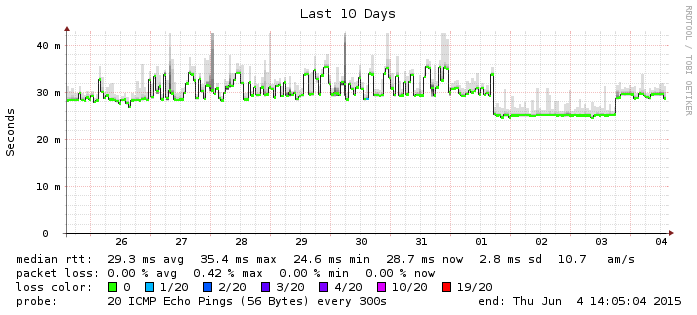 Last 10 Days
RRDTOOL / TOBI OETIKER
Seconds
40 m
30 m
20 m
10 m
0
26 27 28 29 30 31 01 02 03 04
median rtt: 29.3 ms avg 35.4 ms max 24.6 ms min 28.7 ms now 2.8 ms sd 10.7 am/s
packet loss: 0.00 % avg 0.42 % max 0.00 % min 0.00 % now
loss color: 0 1/20 2/20 3/20 4/20 10/20 19/20
probe: 20 ICMP Echo Pings (56 Bytes) every 300s end: Thu Jun 4 14:05:04 2015